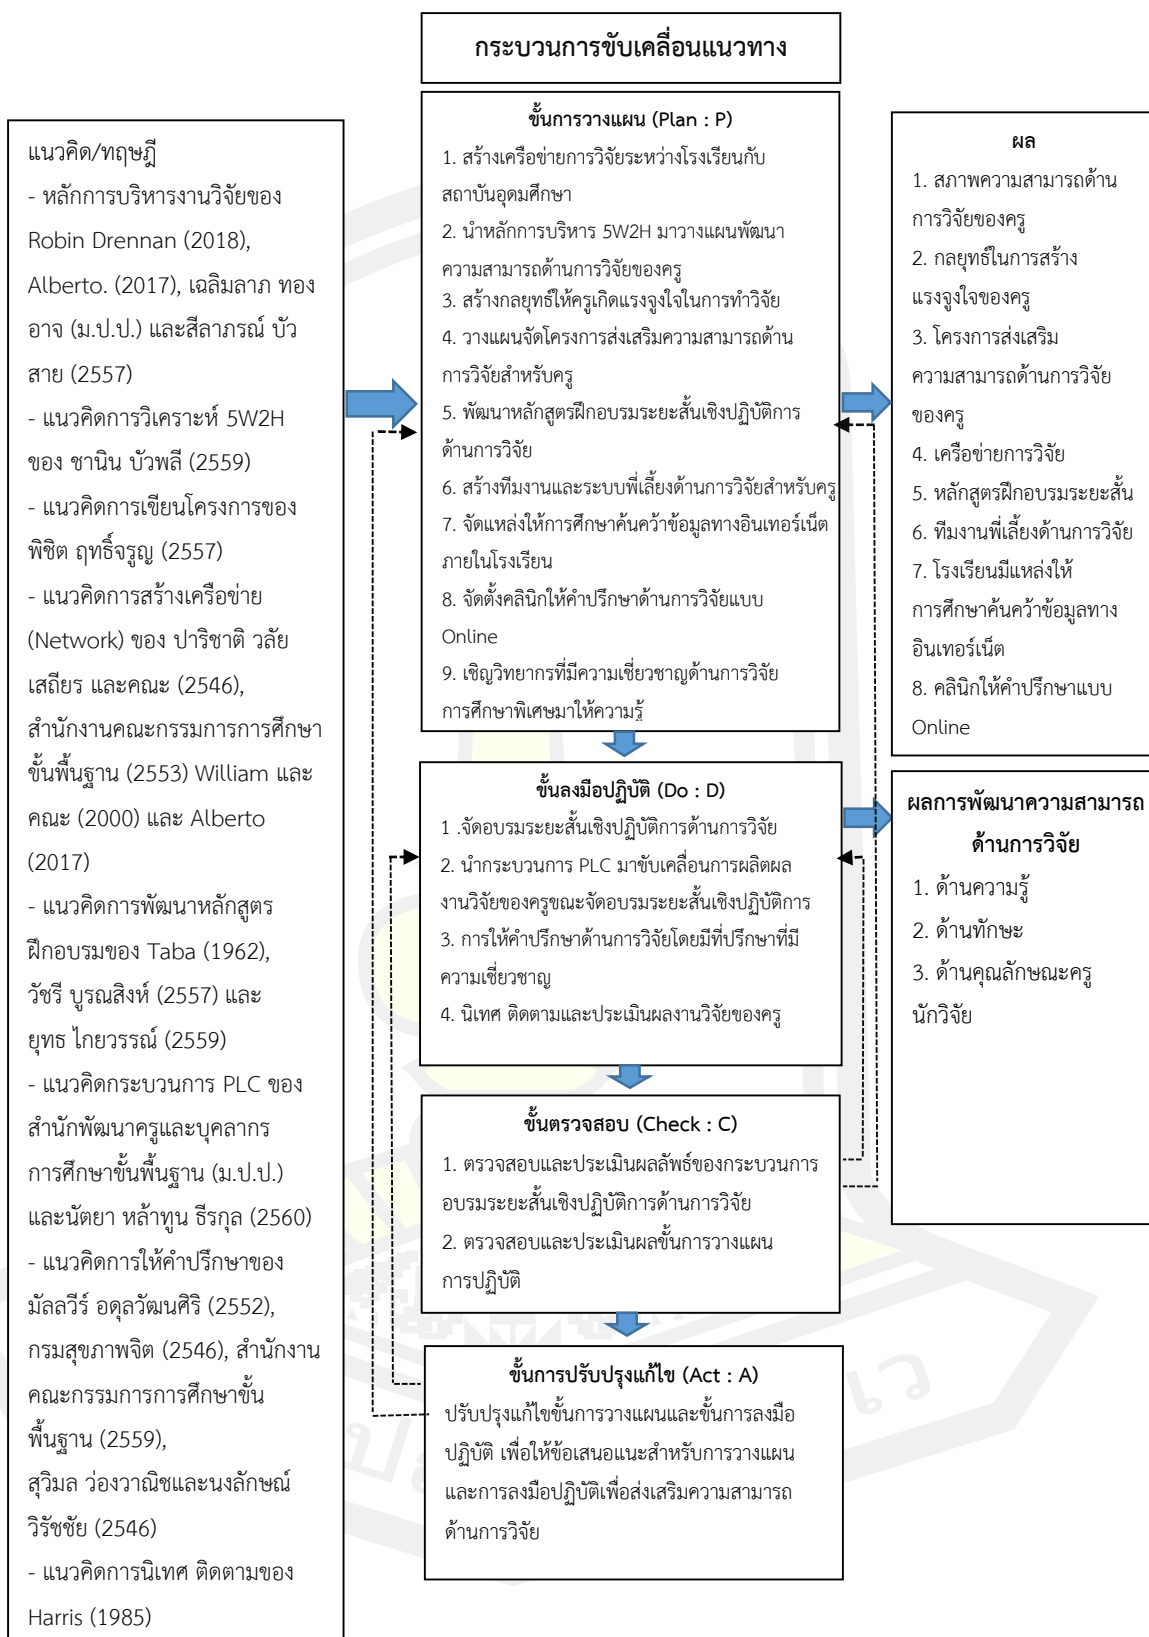 กระบวนการขับเคลื่อนแนวทาง
แนวคิด/ทฤษฎี
- หลักการบริหารงานวิจัยของ
Robin Drennan (2018),
Alberto. (2017), เฉลิมลาภ ทอง
อาจ (ม.ป.ป.) และสีลาภรณ์ บัว
สาย (2557)
- แนวคิดการวิเคราะห์ 5W2H
ของ ชานิน บัวพลี (2559)
- แนวคิดการเขียนโครงการของ
พิชิต ฤทธิ์จรูญ (2557)
- แนวคิดการสร้างเครือข่าย
(Network) ของ ปาริชาติ วลัย
เสถียร และคณะ (2546),
สำนักงานคณะกรรมการการศึกษา
ขั้นพื้นฐาน (2553) William และ
คณะ (2000) และ Alberto
(2017)
- แนวคิดการพัฒนาหลักสูตร
ฝึกอบรมของ Taba (1962),
วัชรี บูรณสิงห์ (2557) และ
ยุทธ ไกยวรรณ์ (2559)
- แนวคิดกระบวนการ PLC ของ
สำนักพัฒนาครูและบุคลากร
การศึกษาขั้นพื้นฐาน (ม.ป.ป.)
และนัตยา หล้าทูน ธีรกุล (2560)
- แนวคิดการให้คำปรึกษาของ
มัลลวีร์ อดุลวัฒนศิริ (2552),
กรมสุขภาพจิต (2546), สำนักงาน
คณะกรรมการการศึกษาขั้น
พื้นฐาน (2559),
สุวิมล ว่องวาณิชและนงลักษณ์
วิรัชชัย (2546)
- แนวคิดการนิเทศ ติดตามของ
Harris (1985)
ขั้นการวางแผน (Plan : P)
1. สร้างเครือข่ายการวิจัยระหว่างโรงเรียนกับ
สถาบันอุดมศึกษา
2. นำหลักการบริหาร 5W2H มาวางแผนพัฒนา
ความสามารถด้านการวิจัยของครู
3. สร้างกลยุทธ์ให้ครูเกิดแรงจูงใจในการทำวิจัย
4. วางแผนจัดโครงการส่งเสริมความสามารถด้าน
การวิจัยสำหรับครู
5. พัฒนาหลักสูตรฝึกอบรมระยะสั้นเชิงปฏิบัติการ
ด้านการวิจัย
6. สร้างทีมงานและระบบพี่เลี้ยงด้านการวิจัยสำหรับครู
7. จัดแหล่งให้การศึกษาค้นคว้าข้อมูลทางอินเทอร์เน็ต
ภายในโรงเรียน
8. จัดตั้งคลินิกให้คำปรึกษาด้านการวิจัยแบบ
Online
9. เชิญวิทยากรที่มีความเชี่ยวชาญด้านการวิจัย
การศึกษาพิเศษมาให้ความรู้
ขั้นลงมือปฏิบัติ (Do : D)
1 .จัดอบรมระยะสั้นเชิงปฏิบัติการด้านการวิจัย
2. นำกระบวนการ PLC มาขับเคลื่อนการผลิตผล
งานวิจัยของครูขณะจัดอบรมระยะสั้นเชิงปฏิบัติการ
3. การให้คำปรึกษาด้านการวิจัยโดยมีที่ปรึกษาที่มี
ความเชี่ยวชาญ
4. นิเทศ ติดตามและประเมินผลงานวิจัยของครู
ขั้นตรวจสอบ (Check : C)
1. ตรวจสอบและประเมินผลลัพธ์ของกระบวนการ
อบรมระยะสั้นเชิงปฏิบัติการด้านการวิจัย
2. ตรวจสอบและประเมินผลขั้นการวางแผน
การปฏิบัติ
ขั้นการปรับปรุงแก้ไข (Act : A)
ปรับปรุงแก้ไขขั้นการวางแผนและขั้นการลงมือ
ปฏิบัติ เพื่อให้ข้อเสนอแนะสำหรับการวางแผน
และการลงมือปฏิบัติเพื่อส่งเสริมความสามารถ
ด้านการวิจัย
ผล
1. สภาพความสามารถด้าน
การวิจัยของครู
2. กลยุทธ์ในการสร้าง
แรงจูงใจของครู
3. โครงการส่งเสริม
ความสามารถด้านการวิจัย
ของครู
4. เครือข่ายการวิจัย
5. หลักสูตรฝึกอบรมระยะสั้น
6. ทีมงานพี่เลี้ยงด้านการวิจัย
7. โรงเรียนมีแหล่งให้
การศึกษาค้นคว้าข้อมูลทาง
อินเทอร์เน็ต
8. คลินิกให้คำปรึกษาแบบ
Online
ผลการพัฒนาความสามารถ
ด้านการวิจัย
1. ด้านความรู้
2. ด้านทักษะ
3. ด้านคุณลักษณะครู
นักวิจัย